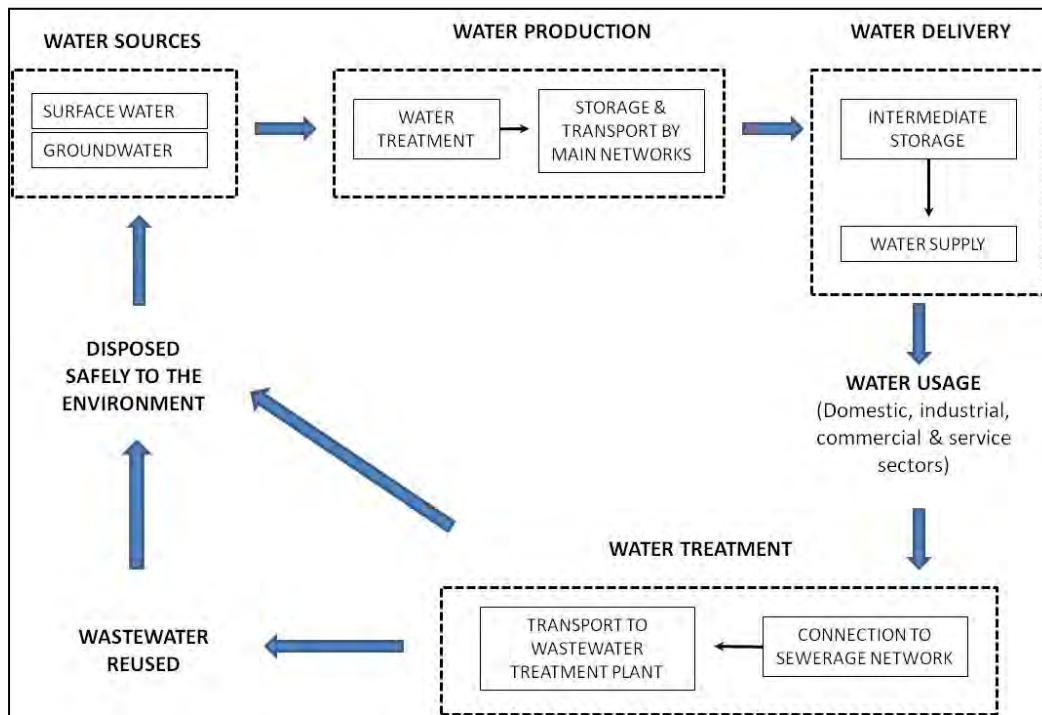 WATER SOURCES
SURFACE WATER
GROUNDWATER
WATER PRODUCTION
WATER
TREATMENT
STORAGE &
TRANSPORT BY
MAIN NETWORKS
WATER DELIVERY
INTERMEDIATE
STORAGE
WATER SUPPLY
WATER USAGE
(Domestic, industrial,
commercial & service
sectors)
WATER TREATMENT
CONNECTION TO
SEWERAGE NETWORK
TRANSPORT TO
WASTEWATER
TREATMENT PLANT
WASTEWATER
REUSED
DISPOSED
SAFELY TO THE
ENVIRONMENT